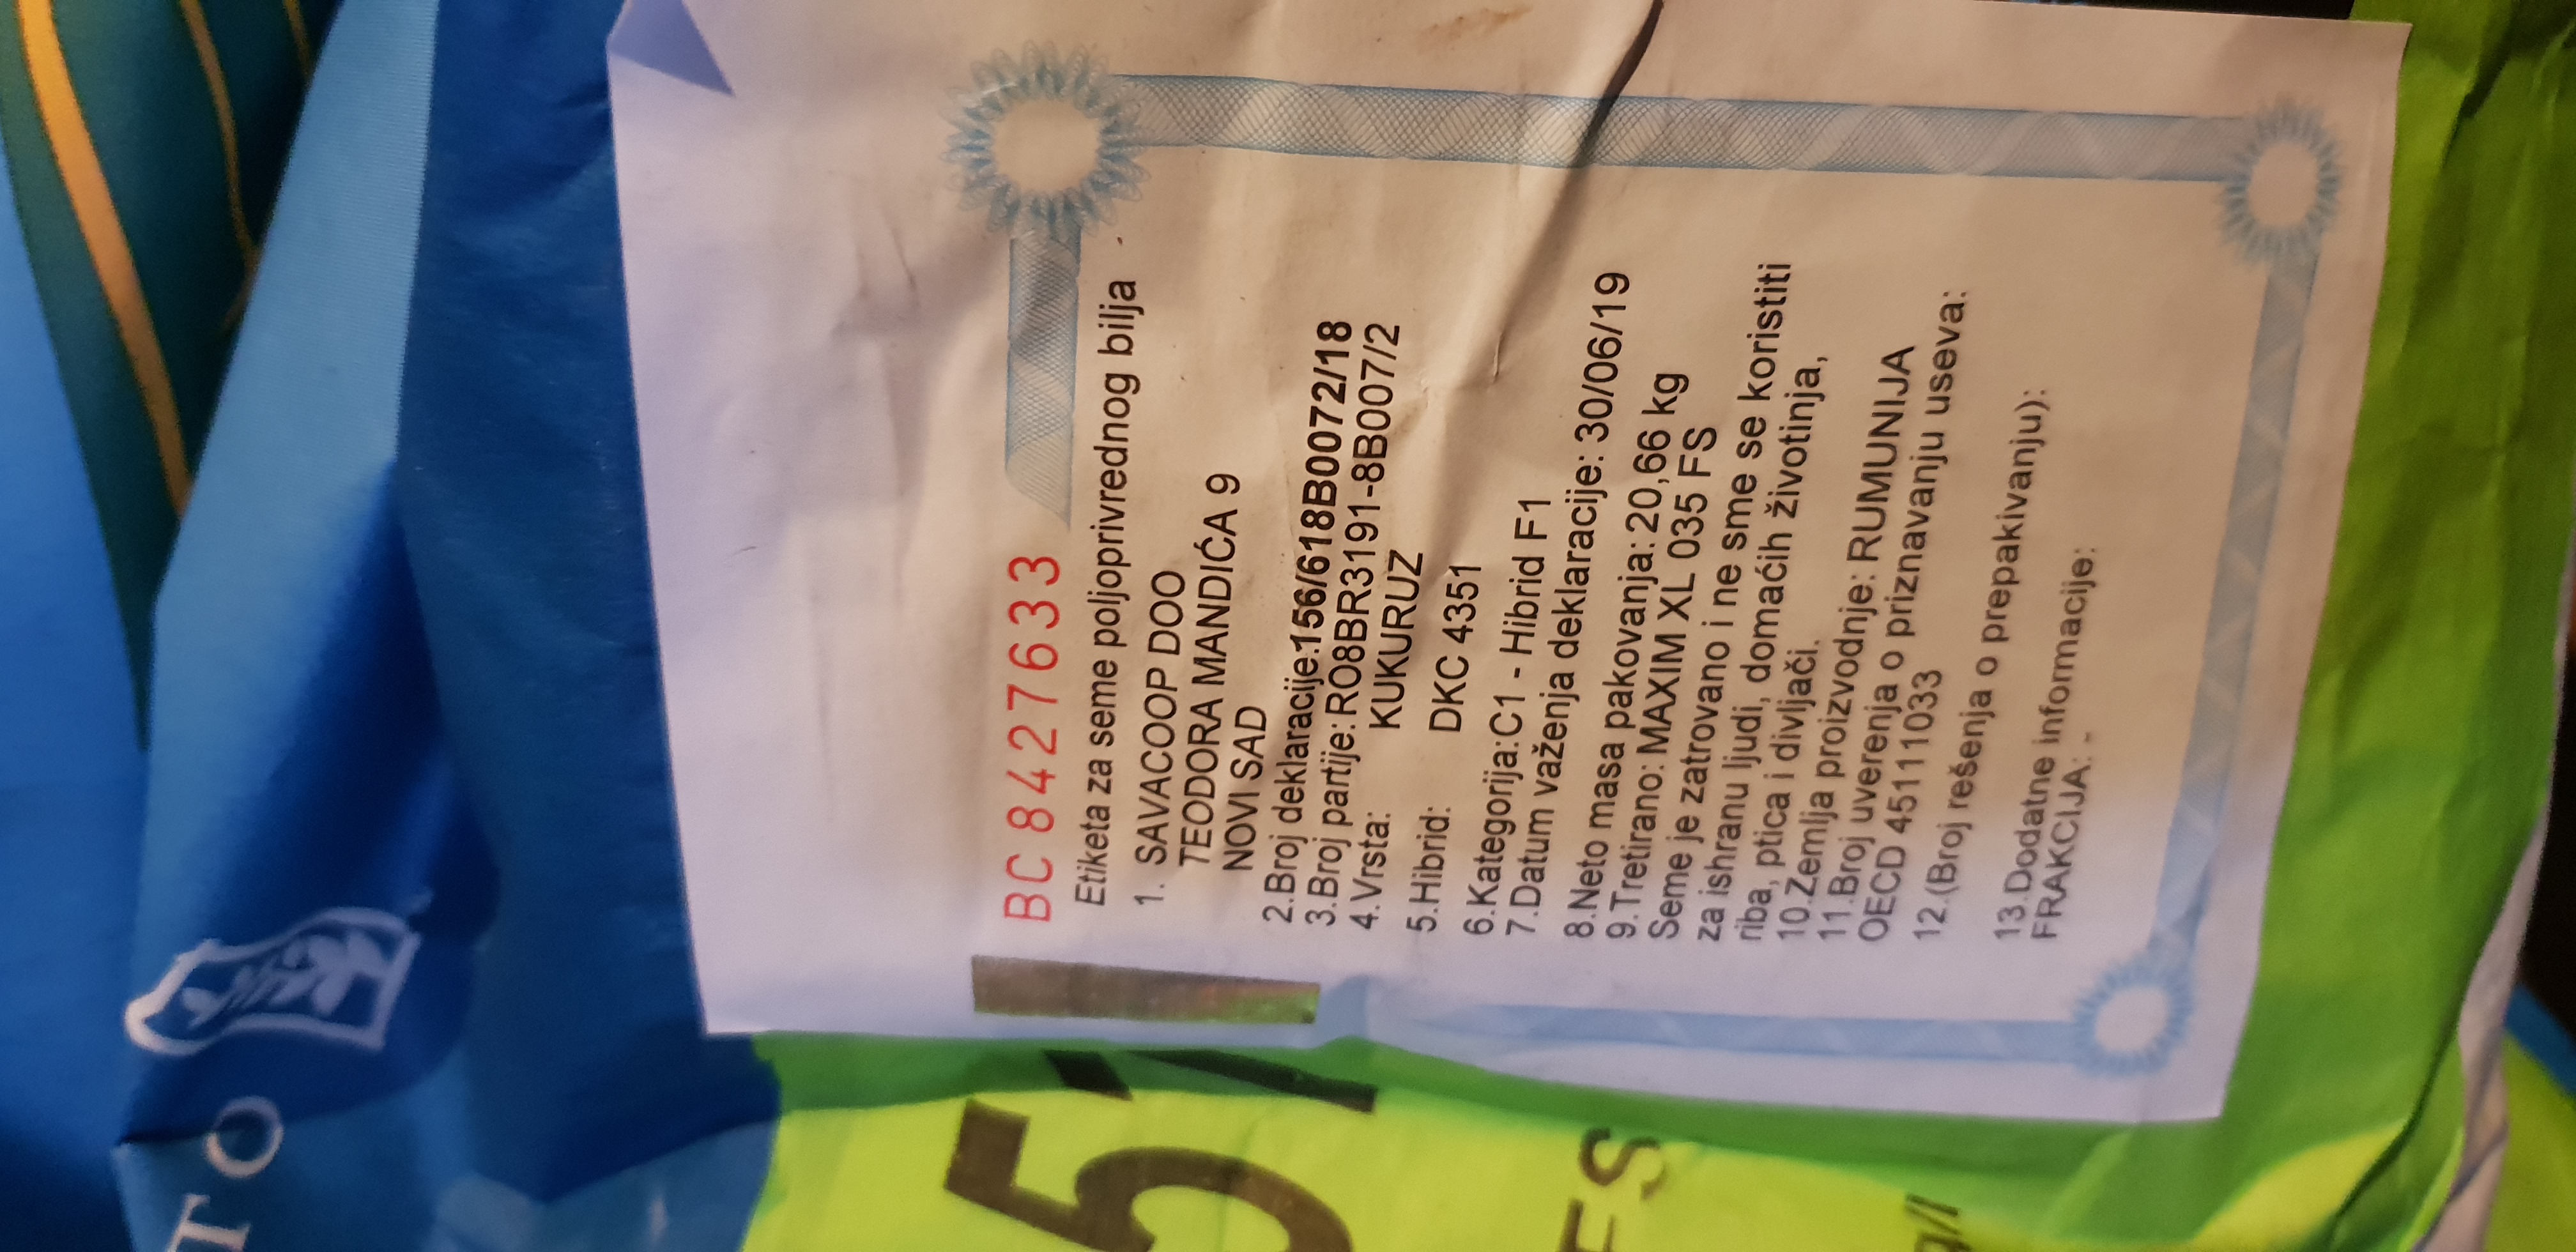 BC 8427633
Etiketa za seme poljoprivrednog bilja
1. SAVACOOP DOO
TEODORA MANDIĆA 9
NOVI SAD
2.Broj deklaracije:156/618B0072/18
3.Broj partije: RO8BR3191-8B007/2
4.Vrsta: KUKURUZ
5.Hibrid: DKC 4351
6.Kategorija:C1 - Hibrid F1
7.Datum važenja deklaracije: 30/06/19
8.Neto masa pakovanja: 20,66 kg
9.Tretirano: MAXIM XL 035 FS
Seme je zatrovano i ne sme se koristiti
za ishranu ljudi, domaćih životinja,
riba, ptica i divljači.
10.Zemlja proizvodnje: RUMUNIJA
11.Broj uverenja o priznavanju useva:
OECD 45111033
12.(Broj rešenja o prepakivanju):
13.Dodatne informacije:
FRAKCIJA: -
TO
5
FS
g/l